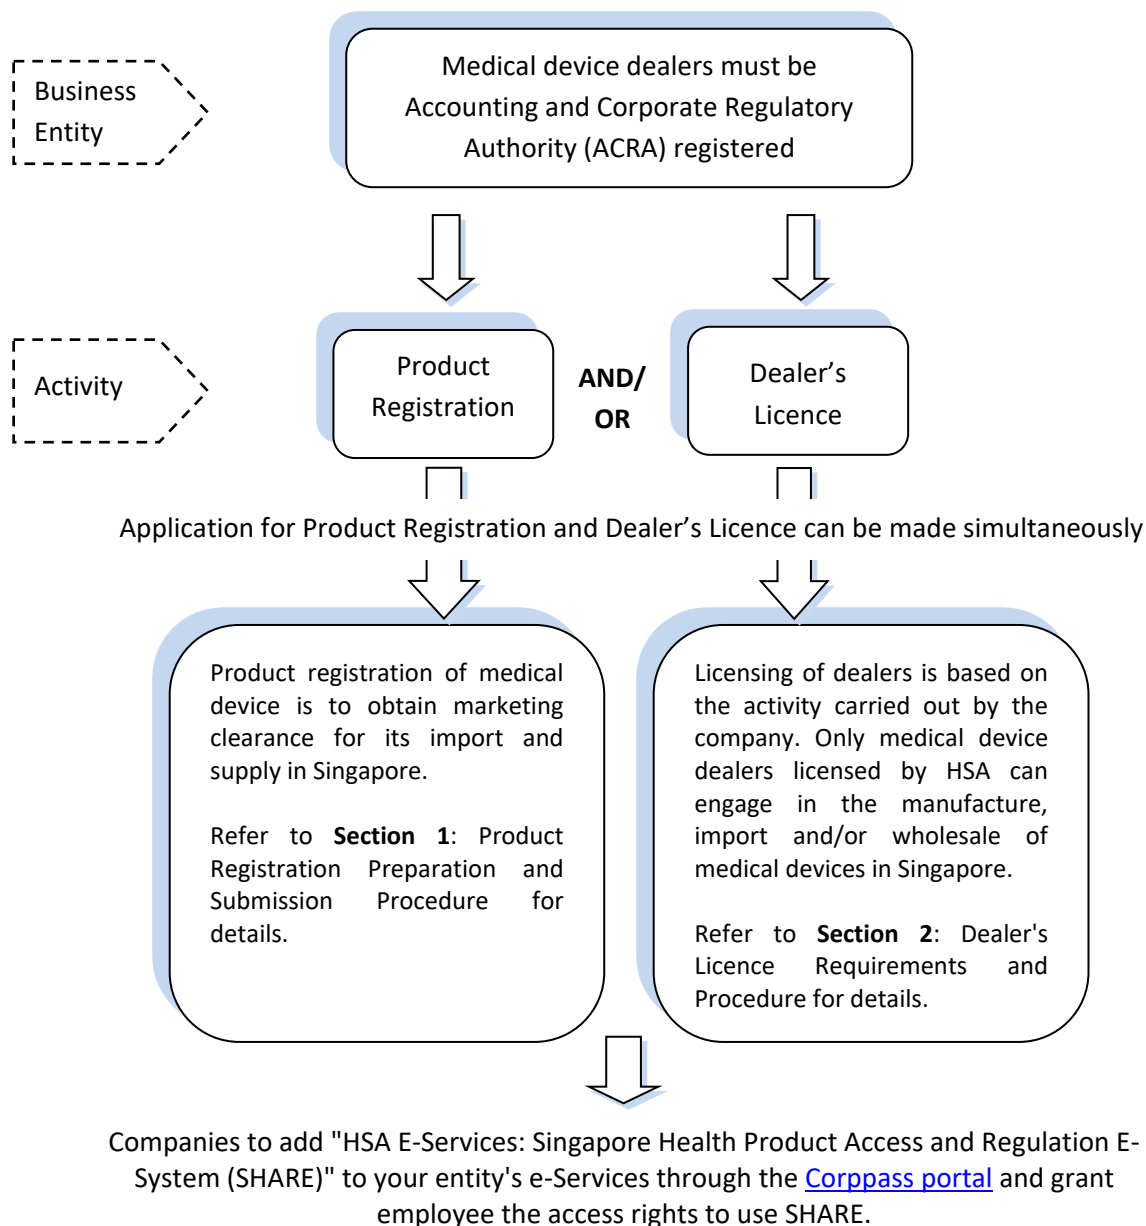 Business
Entity
Medical device dealers must be
Accounting and Corporate Regulatory
Authority (ACRA) registered
Activity
Product
Registration
AND/
OR
Dealer’s
Licence
Application for Product Registration and Dealer’s Licence can be made simultaneously
Product registration of medical
device is to obtain marketing
clearance for its import and
supply in Singapore.
Refer to Section 1: Product
Registration Preparation and
Submission Procedure for
details.
Licensing of dealers is based on
the activity carried out by the
company. Only medical device
dealers licensed by HSA can
engage in the manufacture,
import and/or wholesale of
medical devices in Singapore.
Refer to Section 2: Dealer's
Licence Requirements and
Procedure for details.
Companies to add "HSA E-Services: Singapore Health Product Access and Regulation E-
System (SHARE)" to your entity's e-Services through the Corppass portal and grant
employee the access rights to use SHARE.